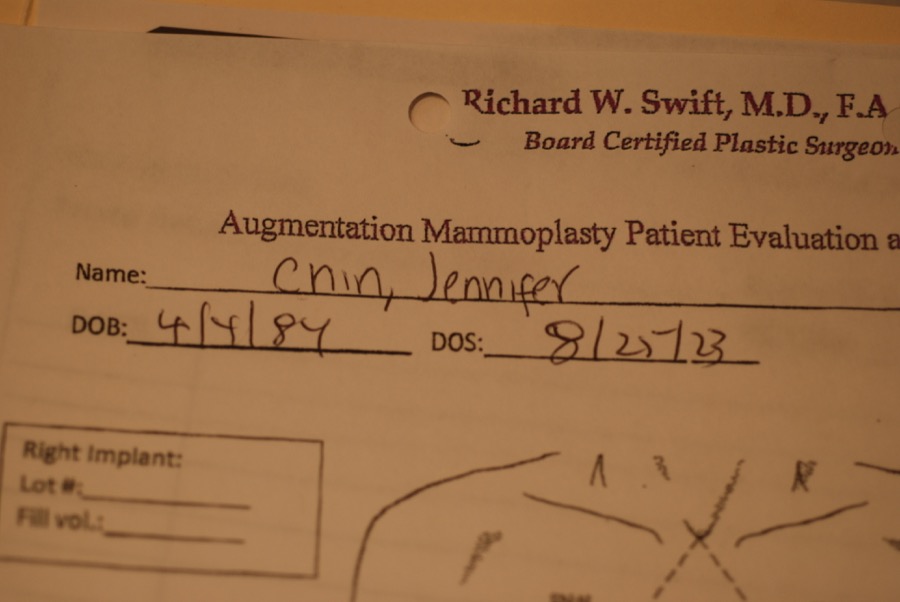 Richard W. Swift, M.D., F.A
Board Certified Plastic Surgeon
Augmentation Mammoplasty Patient Evaluation a
Name: Chin, Jennifer
DOB: 4/4/84 DOS: 8/25/23
Right Implant:
Lot #:
Fill vol.: